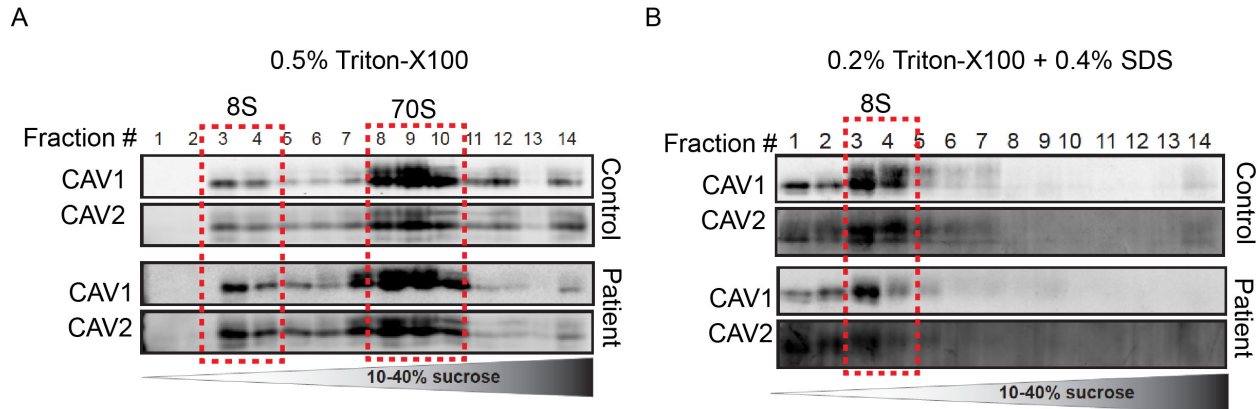 A
0.5% Triton-X100
8S
70S
Fraction # 1 2 3 4 5 6 7 8 9 10 11 12 13 14
CAV1
CAV2
Control
CAV1
CAV2
Patient
10-40% sucrose
B
0.2% Triton-X100 + 0.4% SDS
8S
Fraction # 1 2 3 4 5 6 7 8 9 10 11 12 13 14
CAV1
CAV2
Control
CAV1
CAV2
Patient
10-40% sucrose